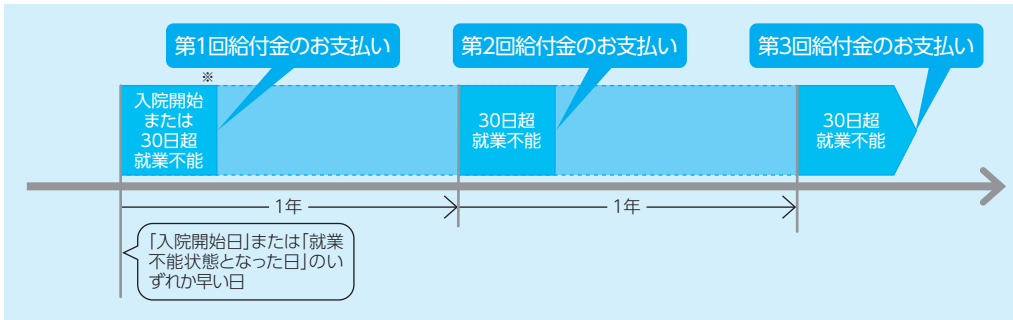 第1回給付金のお支払い
第2回給付金のお支払い
第3回給付金のお支払い
※
入院開始
または
30日超
就業不能
30日超
就業不能
30日超
就業不能
1年
1年
「入院開始日」または「就業
不能状態となった日」のい
ずれか早い日